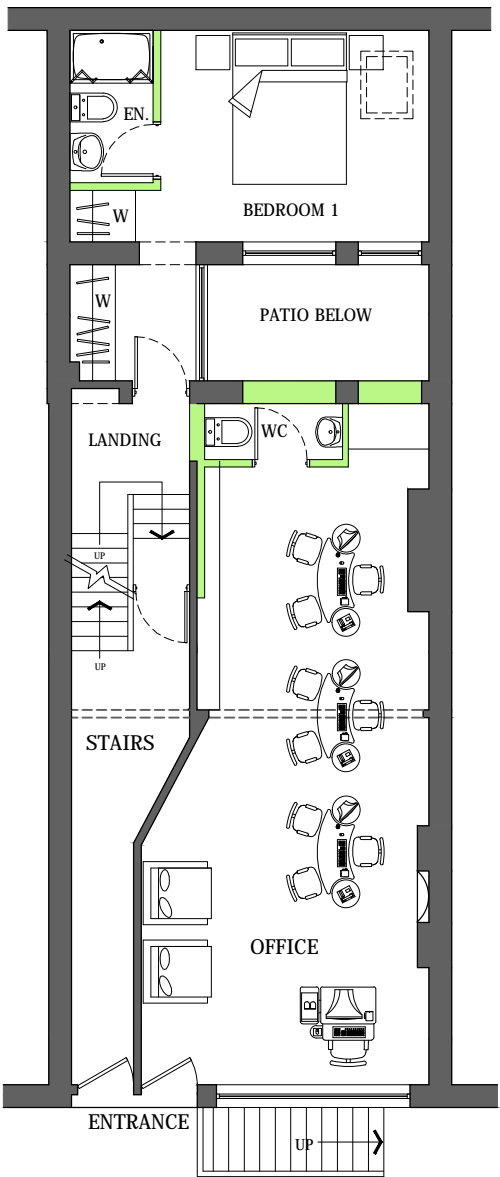 EN.
W
BEDROOM 1
W
PATIO BELOW
WC
LANDING
UP
UP
STAIRS
OFFICE
ENTRANCE
UP